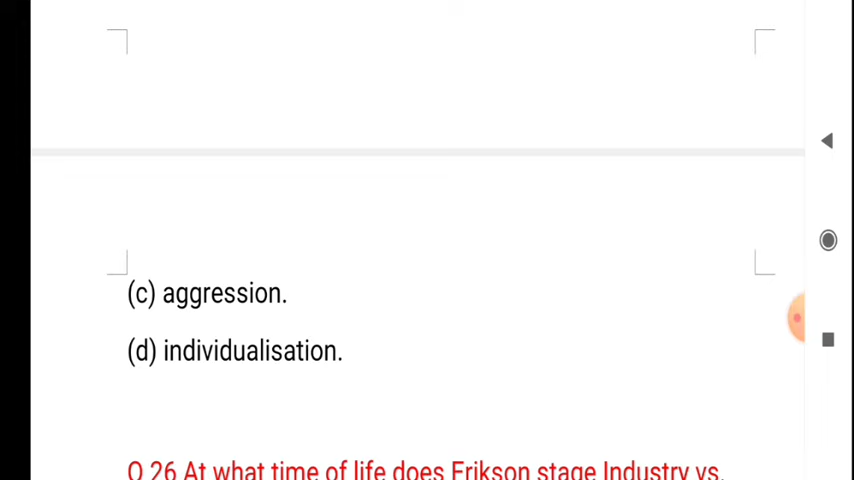 (c) aggression.
(d) individualisation.
Q 26 At what time of life does Erikson stage Industry vs.